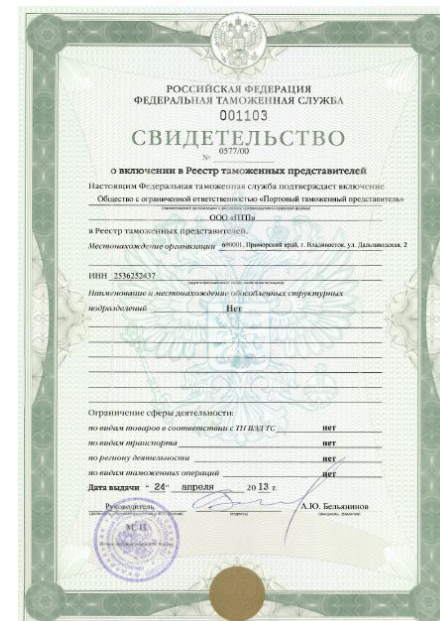 РОССИЙСКАЯ ФЕДЕРАЦИЯ
ФЕДЕРАЛЬНАЯ ТАМОЖЕННАЯ СЛУЖБА
001103
СВИДЕТЕЛЬСТВО
№ 0577/00
о включении в Реестр таможенных представителей
Настоящим Федеральная таможенная служба подтверждает включение
Общество с ограниченной ответственностью «Портовый таможенный представитель»
ООО «ПТП»
в Реестр таможенных представителей.
Местонахождение организации 690001, Приморский край, г. Владивосток, ул. Дальзаводская, 2
ИНН 2536252437
Наименование и местонахождение обособленных структурных
подразделений Нет
Ограничение сферы деятельности:
по видам товаров в соответствии с ТН ВЭД ТС нет
по видам транспорта нет
по региону деятельности нет
по видам таможенных операций нет
Дата выдачи "24" апреля 2013 г.
Руководитель А.Ю. Бельянинов
М.П.